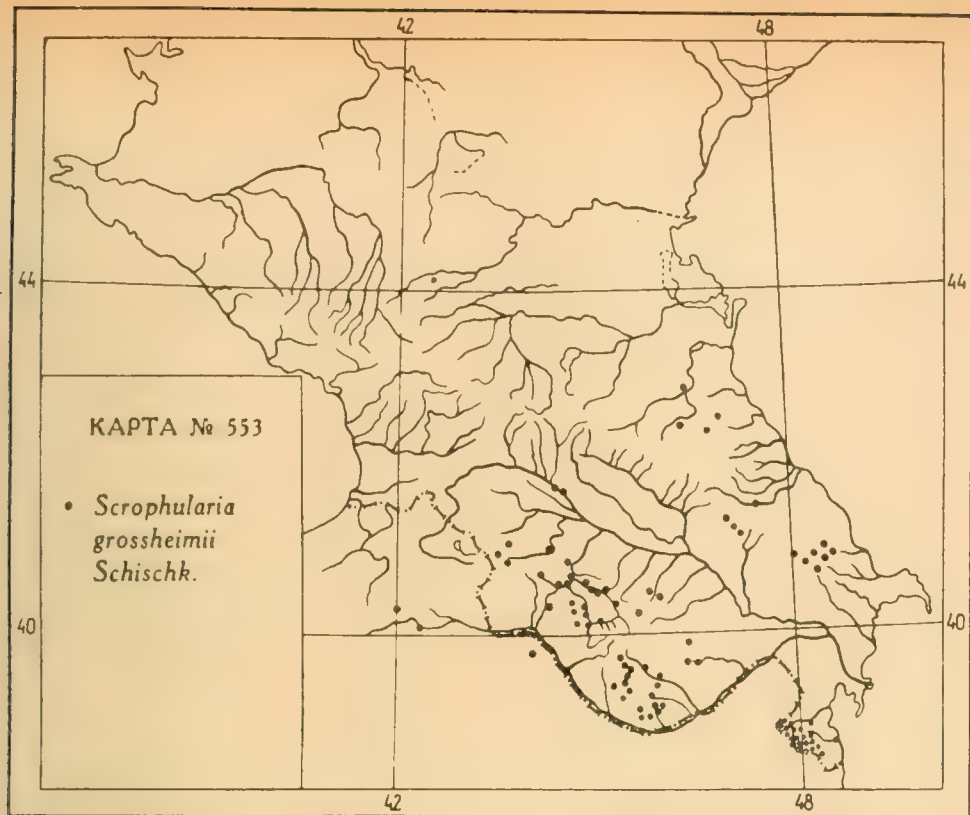 42 48
44 44
КАРТА № 553
• Scrophularia
grossheimii
Schischk.
40 40
42 48